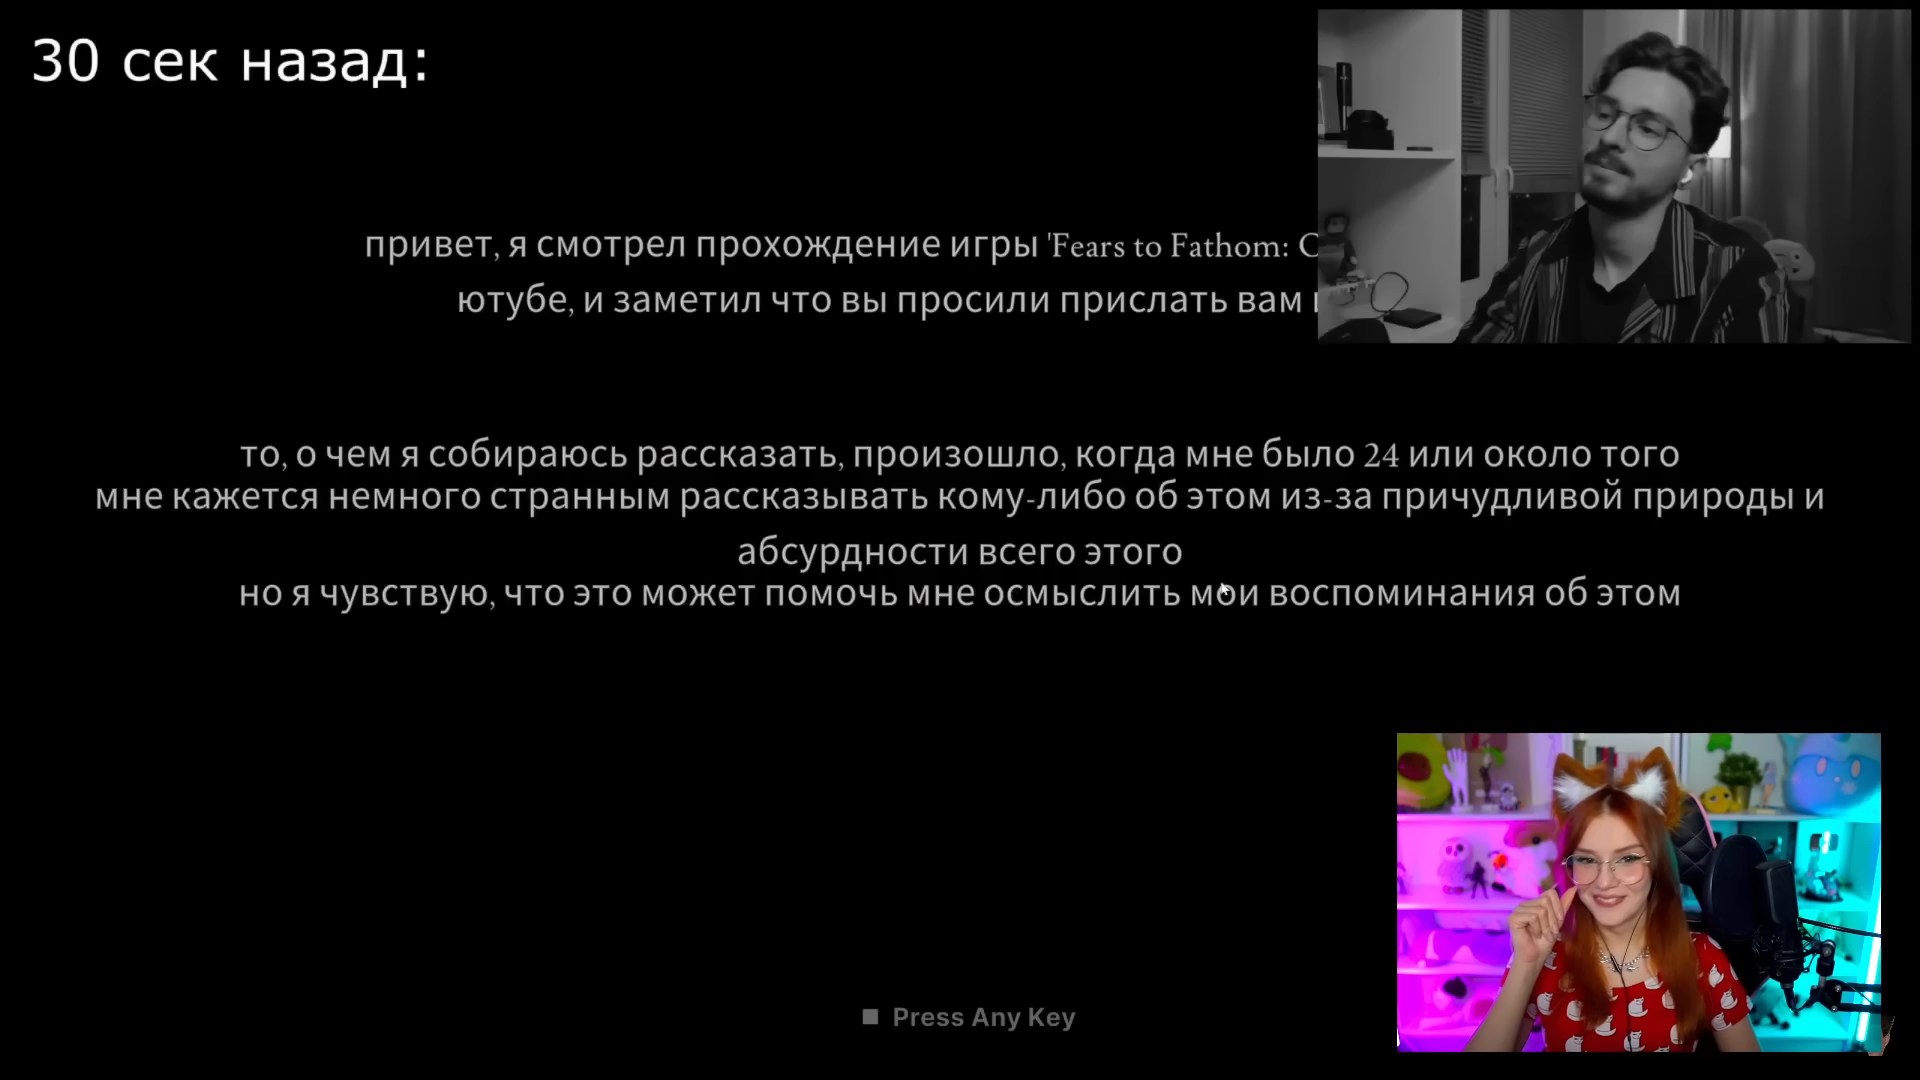 30 сек назад:
привет, я смотрел прохождение игры 'Fears to Fathom:
ютубе, и заметил что вы просили прислать вам
то, о чем я собираюсь рассказать, произошло, когда мне было 24 или около того
мне кажется немного странным рассказывать кому-либо об этом из-за причудливой природы и
абсурдности всего этого
но я чувствую, что это может помочь мне осмыслить мои воспоминания об этом
Press Any Key